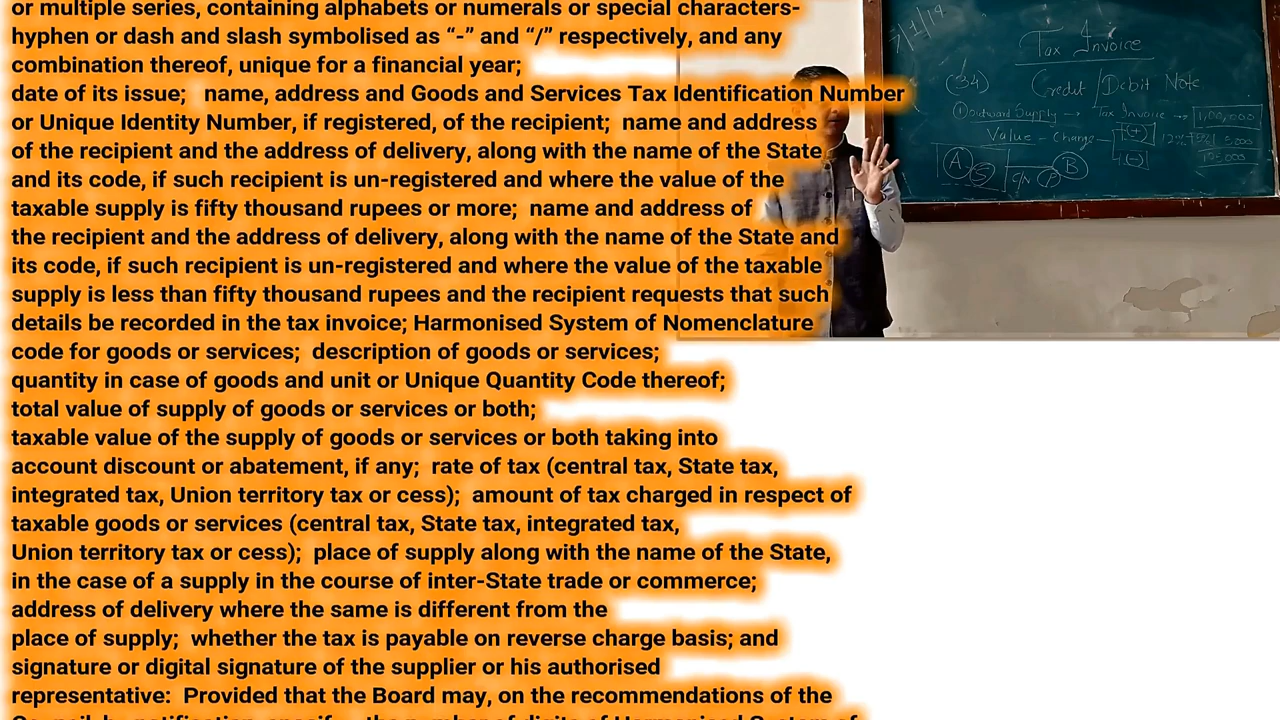 or multiple series, containing alphabets or numerals or special characters-
hyphen or dash and slash symbolised as “-” and “/” respectively, and any
combination thereof, unique for a financial year;
date of its issue;   name, address and Goods and Services Tax Identification Number
or Unique Identity Number, if registered, of the recipient;  name and address
of the recipient and the address of delivery, along with the name of the State
and its code, if such recipient is un-registered and where the value of the
taxable supply is fifty thousand rupees or more;  name and address of
the recipient and the address of delivery, along with the name of the State and
its code, if such recipient is un-registered and where the value of the taxable
supply is less than fifty thousand rupees and the recipient requests that such
details be recorded in the tax invoice; Harmonised System of Nomenclature
code for goods or services;  description of goods or services;
quantity in case of goods and unit or Unique Quantity Code thereof;
total value of supply of goods or services or both;
taxable value of the supply of goods or services or both taking into
account discount or abatement, if any;  rate of tax (central tax, State tax,
integrated tax, Union territory tax or cess);  amount of tax charged in respect of
taxable goods or services (central tax, State tax, integrated tax,
Union territory tax or cess);  place of supply along with the name of the State,
in the case of a supply in the course of inter-State trade or commerce;
address of delivery where the same is different from the
place of supply;  whether the tax is payable on reverse charge basis; and
signature or digital signature of the supplier or his authorised
representative:  Provided that the Board may, on the recommendations of the
Tax Invoice
(34) Credit / Debit Note
Outward Supply → Tax Invoice → 1,00,000
Value - Change (+) 5000
(-) 105000
A B